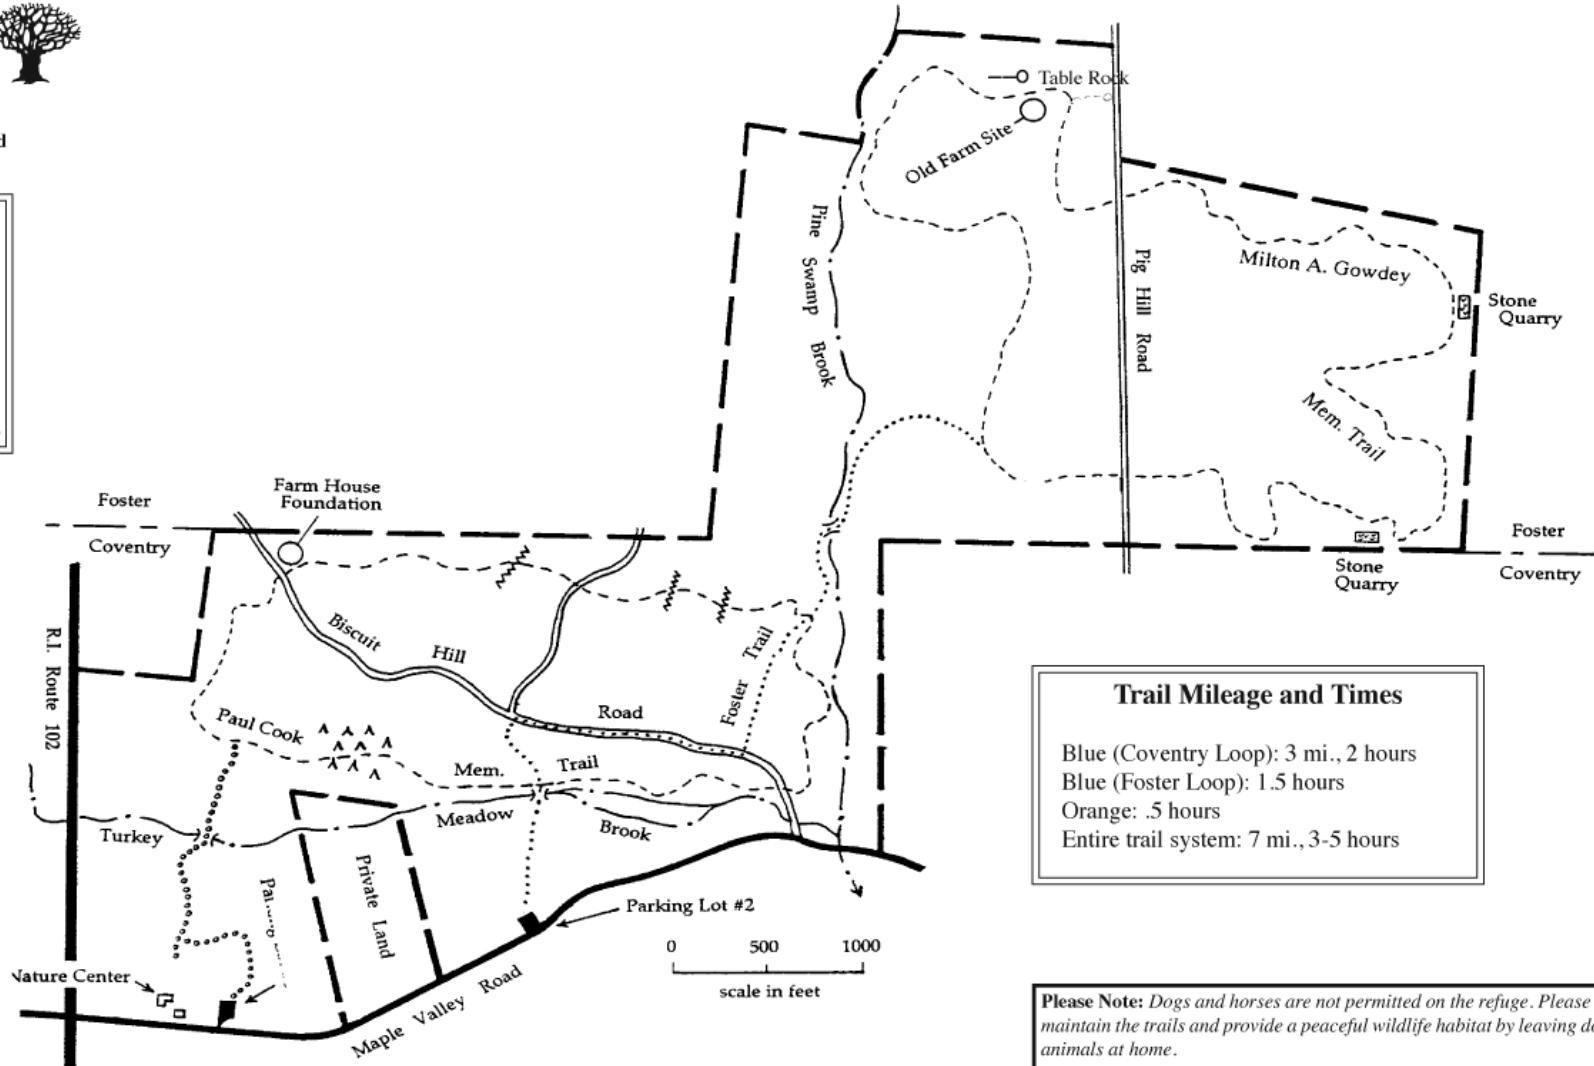 Table Rock
Old Farm Site
Pine Swamp Brook
Pig Hill Road
Milton A. Gowdey
Mem. Trail
Stone
Quarry
Farm House
Foundation
Foster
Coventry
Foster
Coventry
Stone
Quarry
R.I. Route 102
Biscuit Hill Road
Foster Trail
Paul Cook Mem. Trail
Turkey Meadow Brook
Private Land
Parking Lot #2
Nature Center
Maple Valley Road
0 500 1000
scale in feet
Trail Mileage and Times
Blue (Coventry Loop): 3 mi., 2 hours
Blue (Foster Loop): 1.5 hours
Orange: .5 hours
Entire trail system: 7 mi., 3-5 hours
Please Note: Dogs and horses are not permitted on the refuge. Please
maintain the trails and provide a peaceful wildlife habitat by leaving
animals at home.